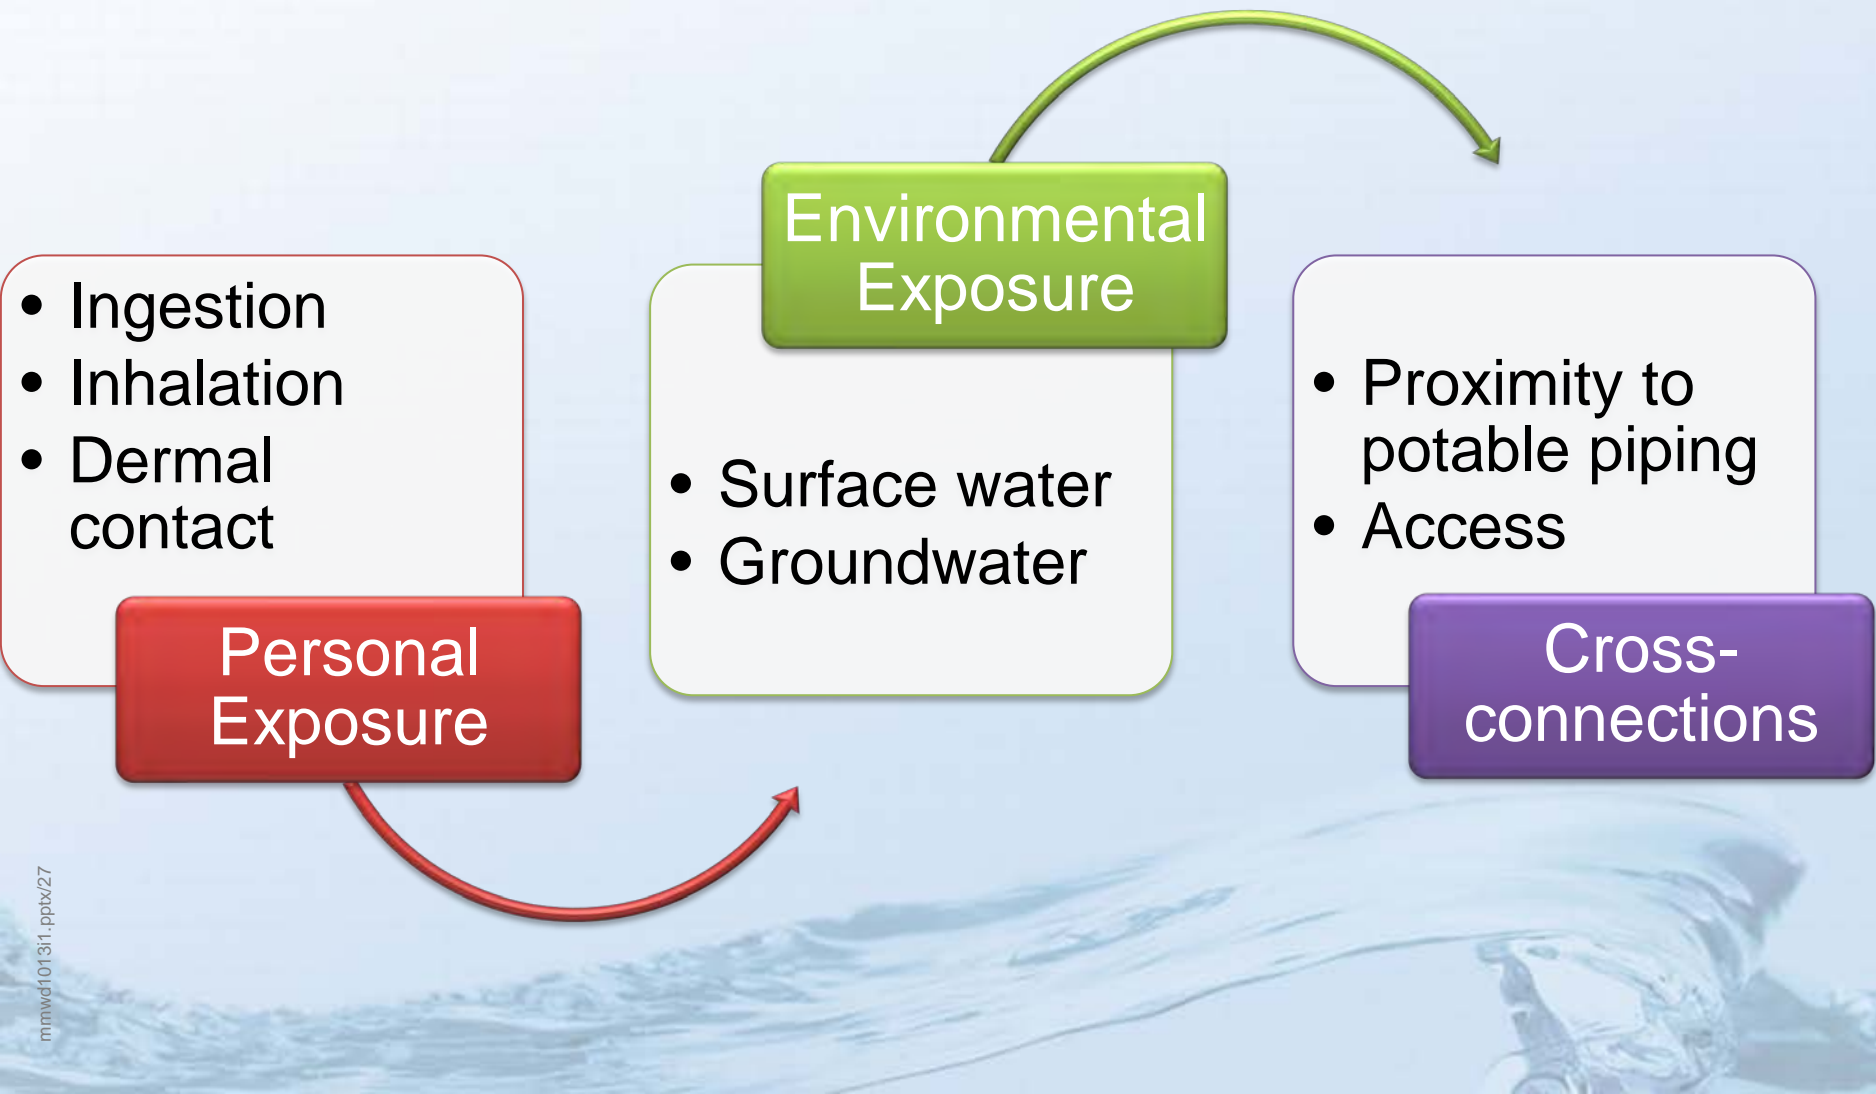 • Ingestion
• Inhalation
• Dermal
contact
Personal
Exposure
Environmental
Exposure
• Surface water
• Groundwater
• Proximity to
potable piping
• Access
Cross-
connections
mmwd1013i1.pptx/27